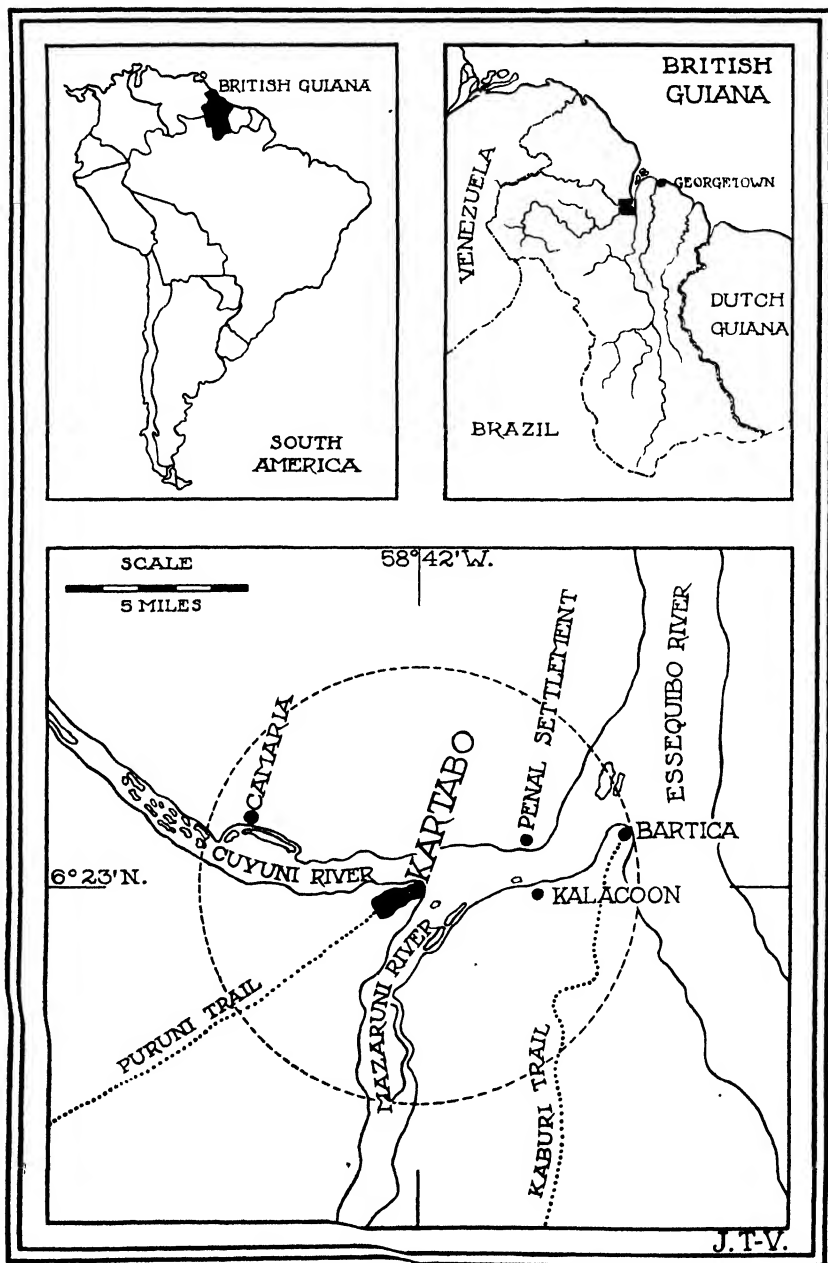 BRITISH GUIANA
SOUTH
AMERICA
BRITISH
GUIANA
VENEZUELA
GEORGETOWN
DUTCH
GUIANA
BRAZIL
SCALE
5 MILES
58°42'W.
PENAL SETTLEMENT
ESSEQUIBO RIVER
CAMARIA
KARTABO
BARTICA
CUYUNI RIVER
6°23'N.
KALACOON
MAZARUNI RIVER
PURUNI TRAIL
KABURI TRAIL
J.T-V.